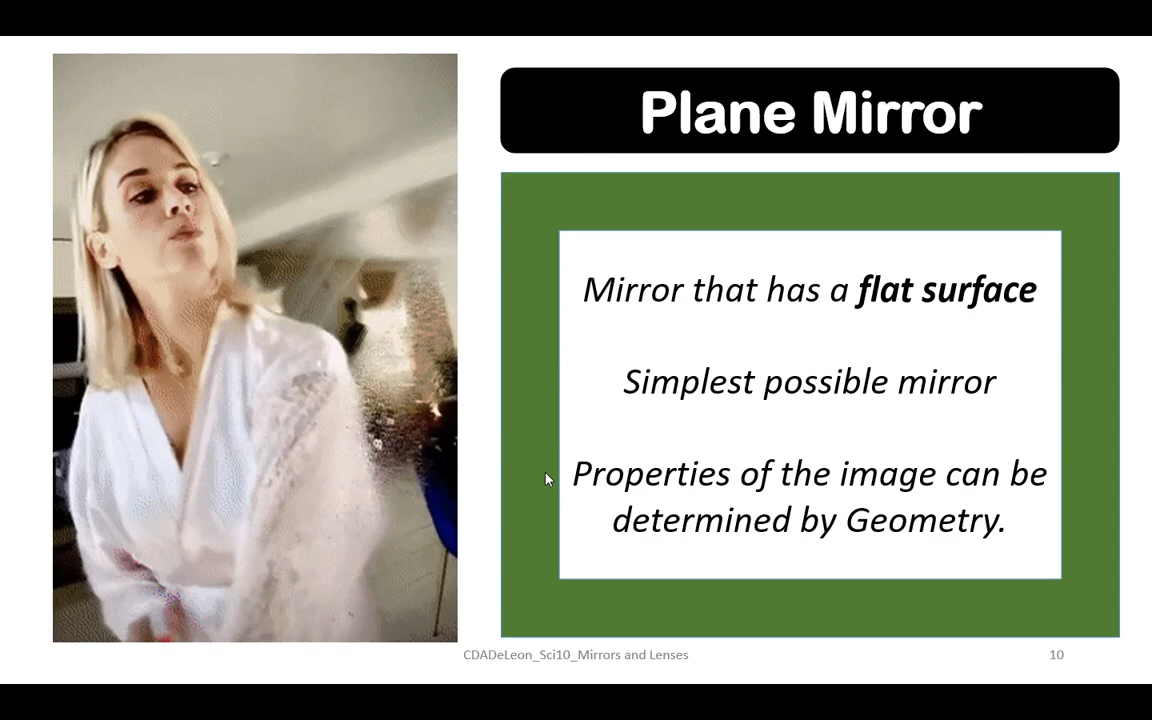 Plane Mirror
Mirror that has a flat surface
Simplest possible mirror
Properties of the image can be
determined by Geometry.
CDADeLeon_Sci10_Mirrors and Lenses
10